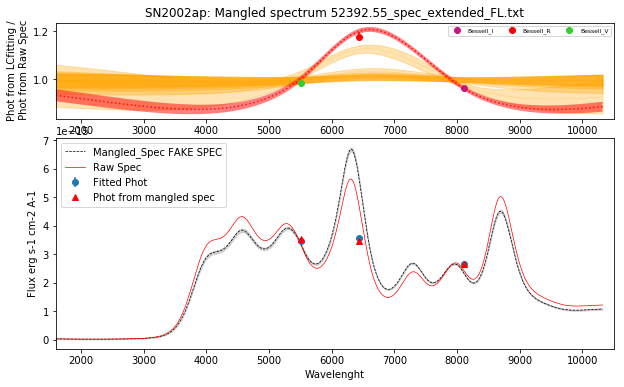 SN2002ap: Mangled spectrum 52392.55_spec_extended_FL.txt
Phot from LCfitting /
Phot from Raw Spec
1.2
1.0
Bessell_I
Bessell_R
Bessell_V
2000 3000 4000 5000 6000 7000 8000 9000 10000
Flux erg s-1 cm-2 A-1
7
6
5
4
3
2
1
0
Mangled_Spec FAKE SPEC
Raw Spec
Fitted Phot
Phot from mangled spec
2000 3000 4000 5000 6000 7000 8000 9000 10000
Wavelenght